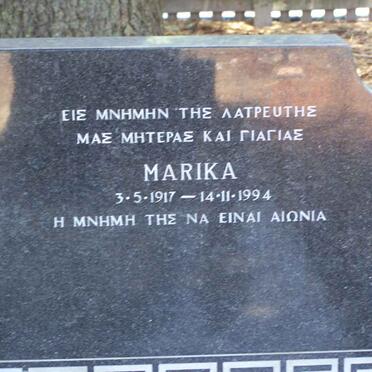 ΕΙΣ ΜΝΗΜΗΝ ΤΗΣ ΛΑΤΡΕΥΤΗΣ
ΜΑΣ ΜΗΤΕΡΑΣ ΚΑΙ ΓΙΑΓΙΑΣ
MARIKA
3·5·1917 — 14·11·1994
Η ΜΝΗΜΗ ΤΗΣ ΝΑ ΕΙΝΑΙ ΑΙΩΝΙΑ